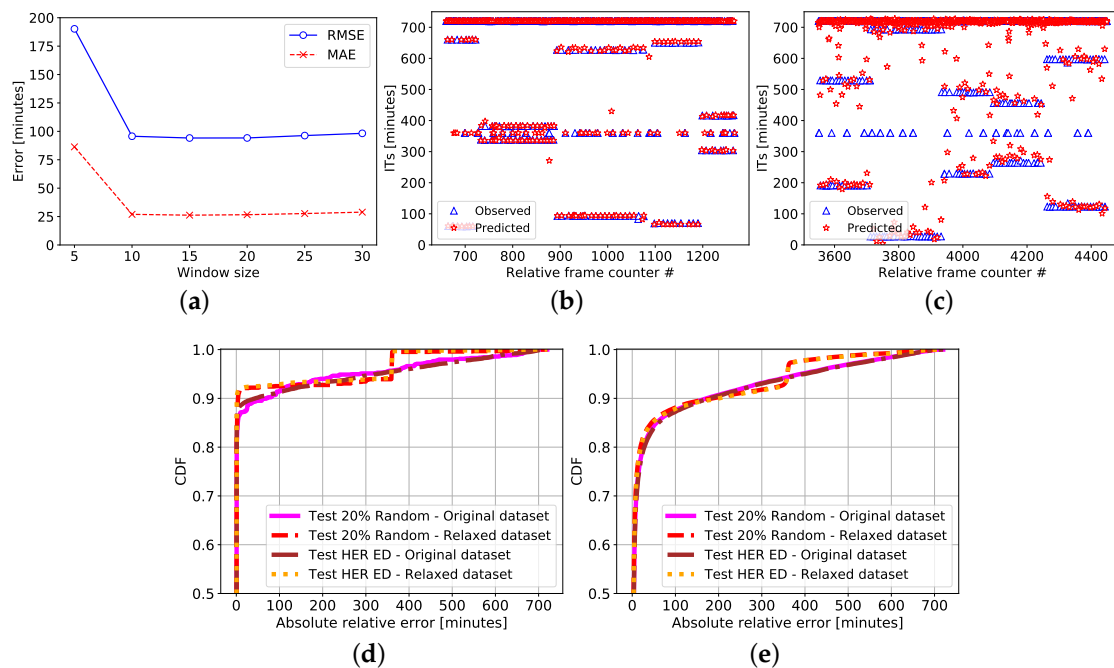 Error [minutes]
200
175
150
125
100
75
50
25
0
RMSE
MAE
5 10 15 20 25 30
Window size
(a)
ITs [minutes]
700
600
500
400
300
200
100
0
Observed
Predicted
700 800 900 1000 1100 1200
Relative frame counter #
(b)
ITs [minutes]
700
600
500
400
300
200
100
0
Observed
Predicted
3600 3800 4000 4200 4400
Relative frame counter #
(c)
CDF
1.0
0.9
0.8
0.7
0.6
0.5
Test 20% Random - Original dataset
Test 20% Random - Relaxed dataset
Test HER ED - Original dataset
Test HER ED - Relaxed dataset
0 100 200 300 400 500 600 700
Absolute relative error [minutes]
(d)
CDF
1.0
0.9
0.8
0.7
0.6
0.5
Test 20% Random - Original dataset
Test 20% Random - Relaxed dataset
Test HER ED - Original dataset
Test HER ED - Relaxed dataset
0 100 200 300 400 500 600 700
Absolute relative error [minutes]
(e)